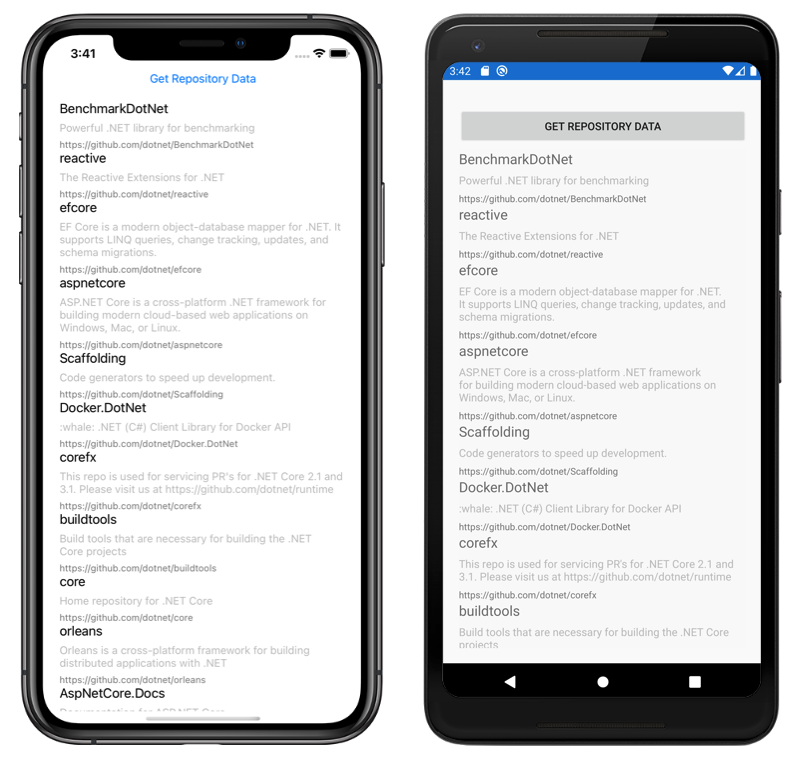 3:41
Get Repository Data
BenchmarkDotNet
Powerful .NET library for benchmarking
https://github.com/dotnet/BenchmarkDotNet
reactive
The Reactive Extensions for .NET
https://github.com/dotnet/reactive
efcore
EF Core is a modern object-database mapper for .NET. It
supports LINQ queries, change tracking, updates, and
schema migrations.
https://github.com/dotnet/efcore
aspnetcore
ASP.NET Core is a cross-platform .NET framework for
building modern cloud-based web applications on
Windows, Mac, or Linux.
https://github.com/dotnet/aspnetcore
Scaffolding
Code generators to speed up development.
https://github.com/dotnet/Scaffolding
Docker.DotNet
:whale: .NET (C#) Client Library for Docker API
https://github.com/dotnet/Docker.DotNet
corefx
This repo is used for servicing PR's for .NET Core 2.1 and
3.1. Please visit us at https://github.com/dotnet/runtime
https://github.com/dotnet/corefx
buildtools
Build tools that are necessary for building the .NET
Core projects
https://github.com/dotnet/buildtools
core
Home repository for .NET Core
https://github.com/dotnet/core
orleans
Orleans is a cross-platform framework for building
distributed applications with .NET
https://github.com/dotnet/orleans
AspNetCore.Docs
Documentation for ASP.NET Core
3:42
GET REPOSITORY DATA
BenchmarkDotNet
Powerful .NET library for benchmarking
https://github.com/dotnet/BenchmarkDotNet
reactive
The Reactive Extensions for .NET
https://github.com/dotnet/reactive
efcore
EF Core is a modern object-database mapper for .NET.
It supports LINQ queries, change tracking, updates, and
schema migrations.
https://github.com/dotnet/efcore
aspnetcore
ASP.NET Core is a cross-platform .NET framework
for building modern cloud-based web applications on
Windows, Mac, or Linux.
https://github.com/dotnet/aspnetcore
Scaffolding
Code generators to speed up development.
https://github.com/dotnet/Scaffolding
Docker.DotNet
:whale: .NET (C#) Client Library for Docker API
https://github.com/dotnet/Docker.DotNet
corefx
This repo is used for servicing PR's for .NET Core 2.1 and
3.1. Please visit us at https://github.com/dotnet/runtime
https://github.com/dotnet/corefx
buildtools
Build tools that are necessary for building the .NET Core
projects